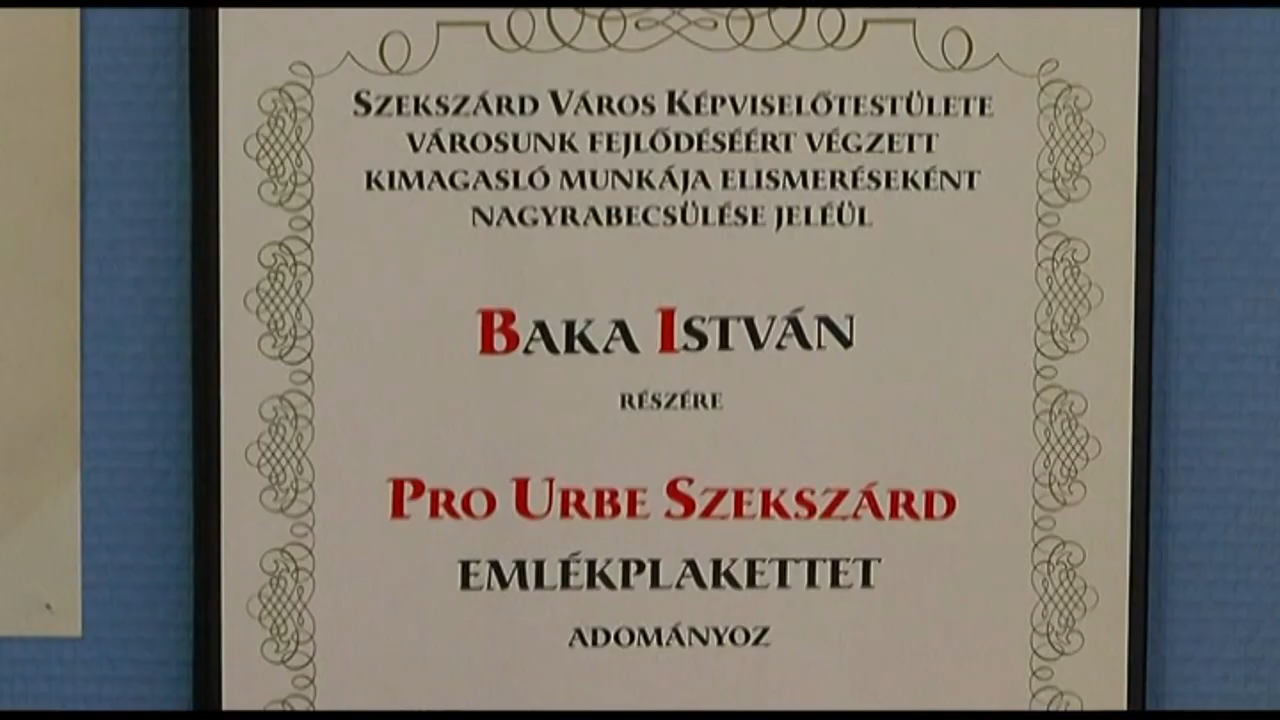 SZEKSZÁRD VÁROS KÉPVISELŐTESTÜLETE
VÁROSUNK FEJLŐDÉSÉÉRT VÉGZETT
KIMAGASLÓ MUNKÁJA ELISMERÉSEKÉNT
NAGYRABECSÜLÉSE JELÉÜL
BAKA ISTVÁN
RÉSZÉRE
PRO URBE SZEKSZÁRD
EMLÉKPLAKETTET
ADOMÁNYOZ